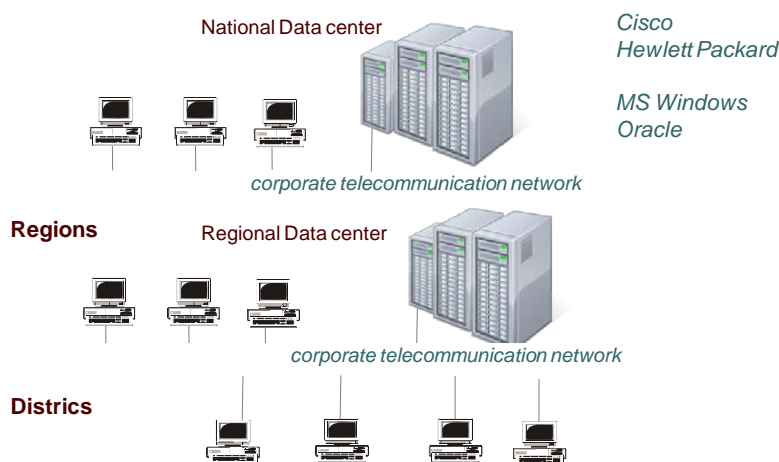 National Data center
Cisco
Hewlett Packard
MS Windows
Oracle
corporate telecommunication network
Regions
Regional Data center
corporate telecommunication network
Districs